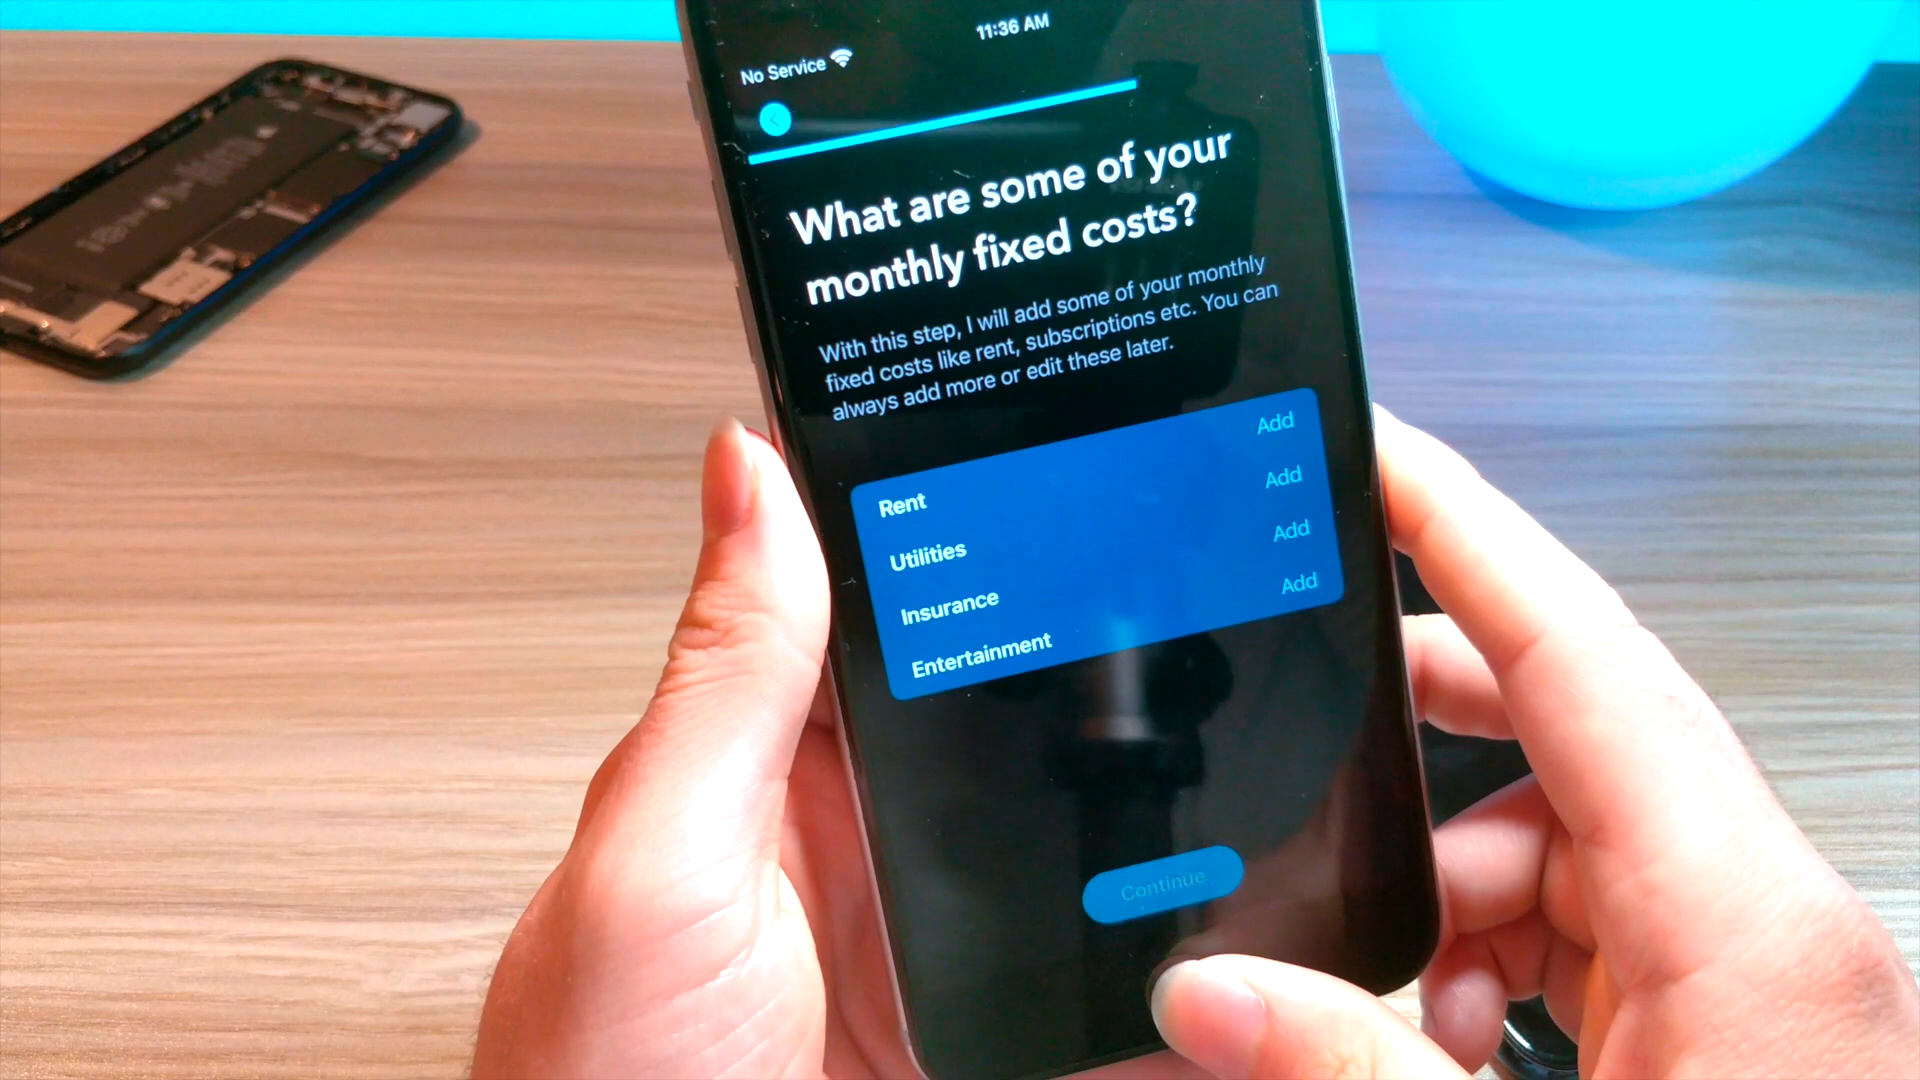 11:36 AM
No Service
What are some of your
monthly fixed costs?
With this step, I will add some of your monthly
fixed costs like rent, subscriptions etc. You can
always add more or edit these later.
Rent Add
Utilities Add
Insurance Add
Entertainment Add
Continue